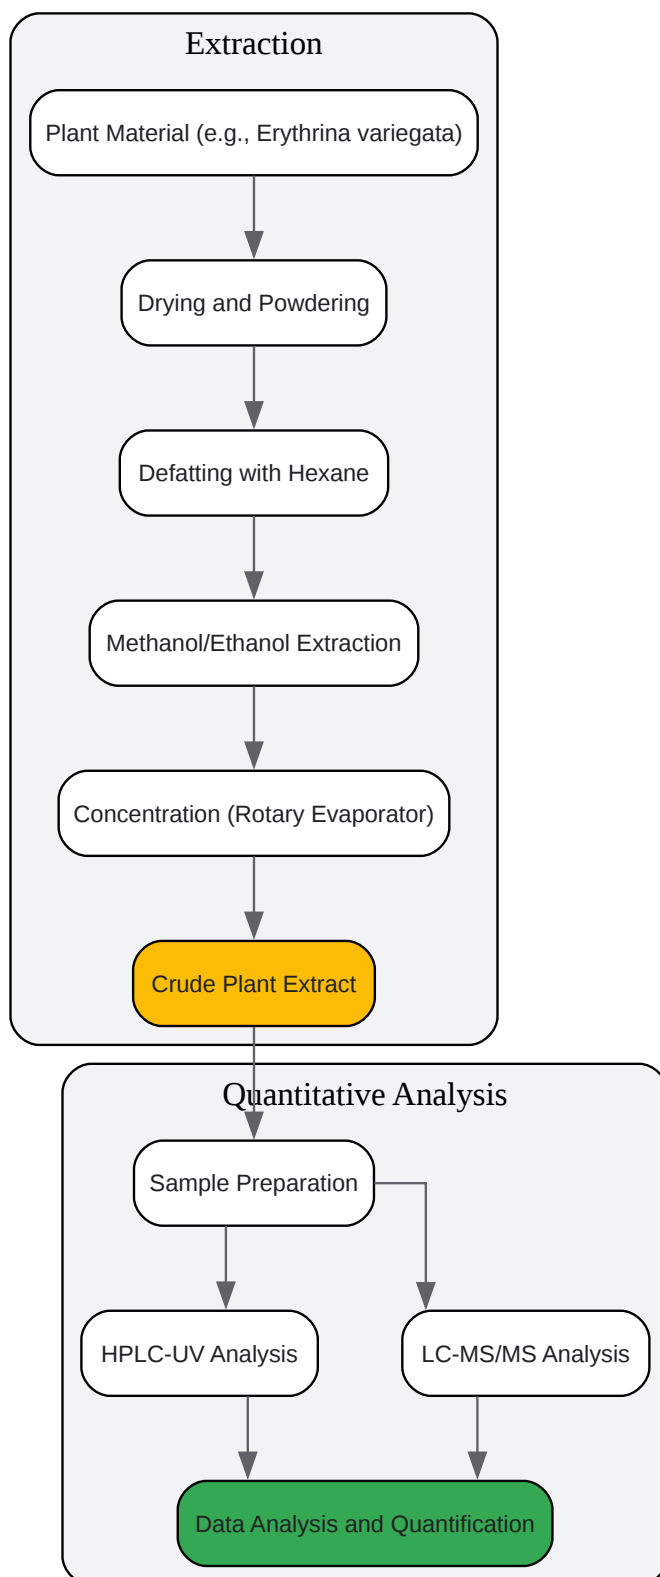 Extraction
Plant Material (e.g., Erythrina variegata)
Drying and Powdering
Defatting with Hexane
Methanol/Ethanol Extraction
Concentration (Rotary Evaporator)
Crude Plant Extract
Quantitative Analysis
Sample Preparation
HPLC-UV Analysis
LC-MS/MS Analysis
Data Analysis and Quantification